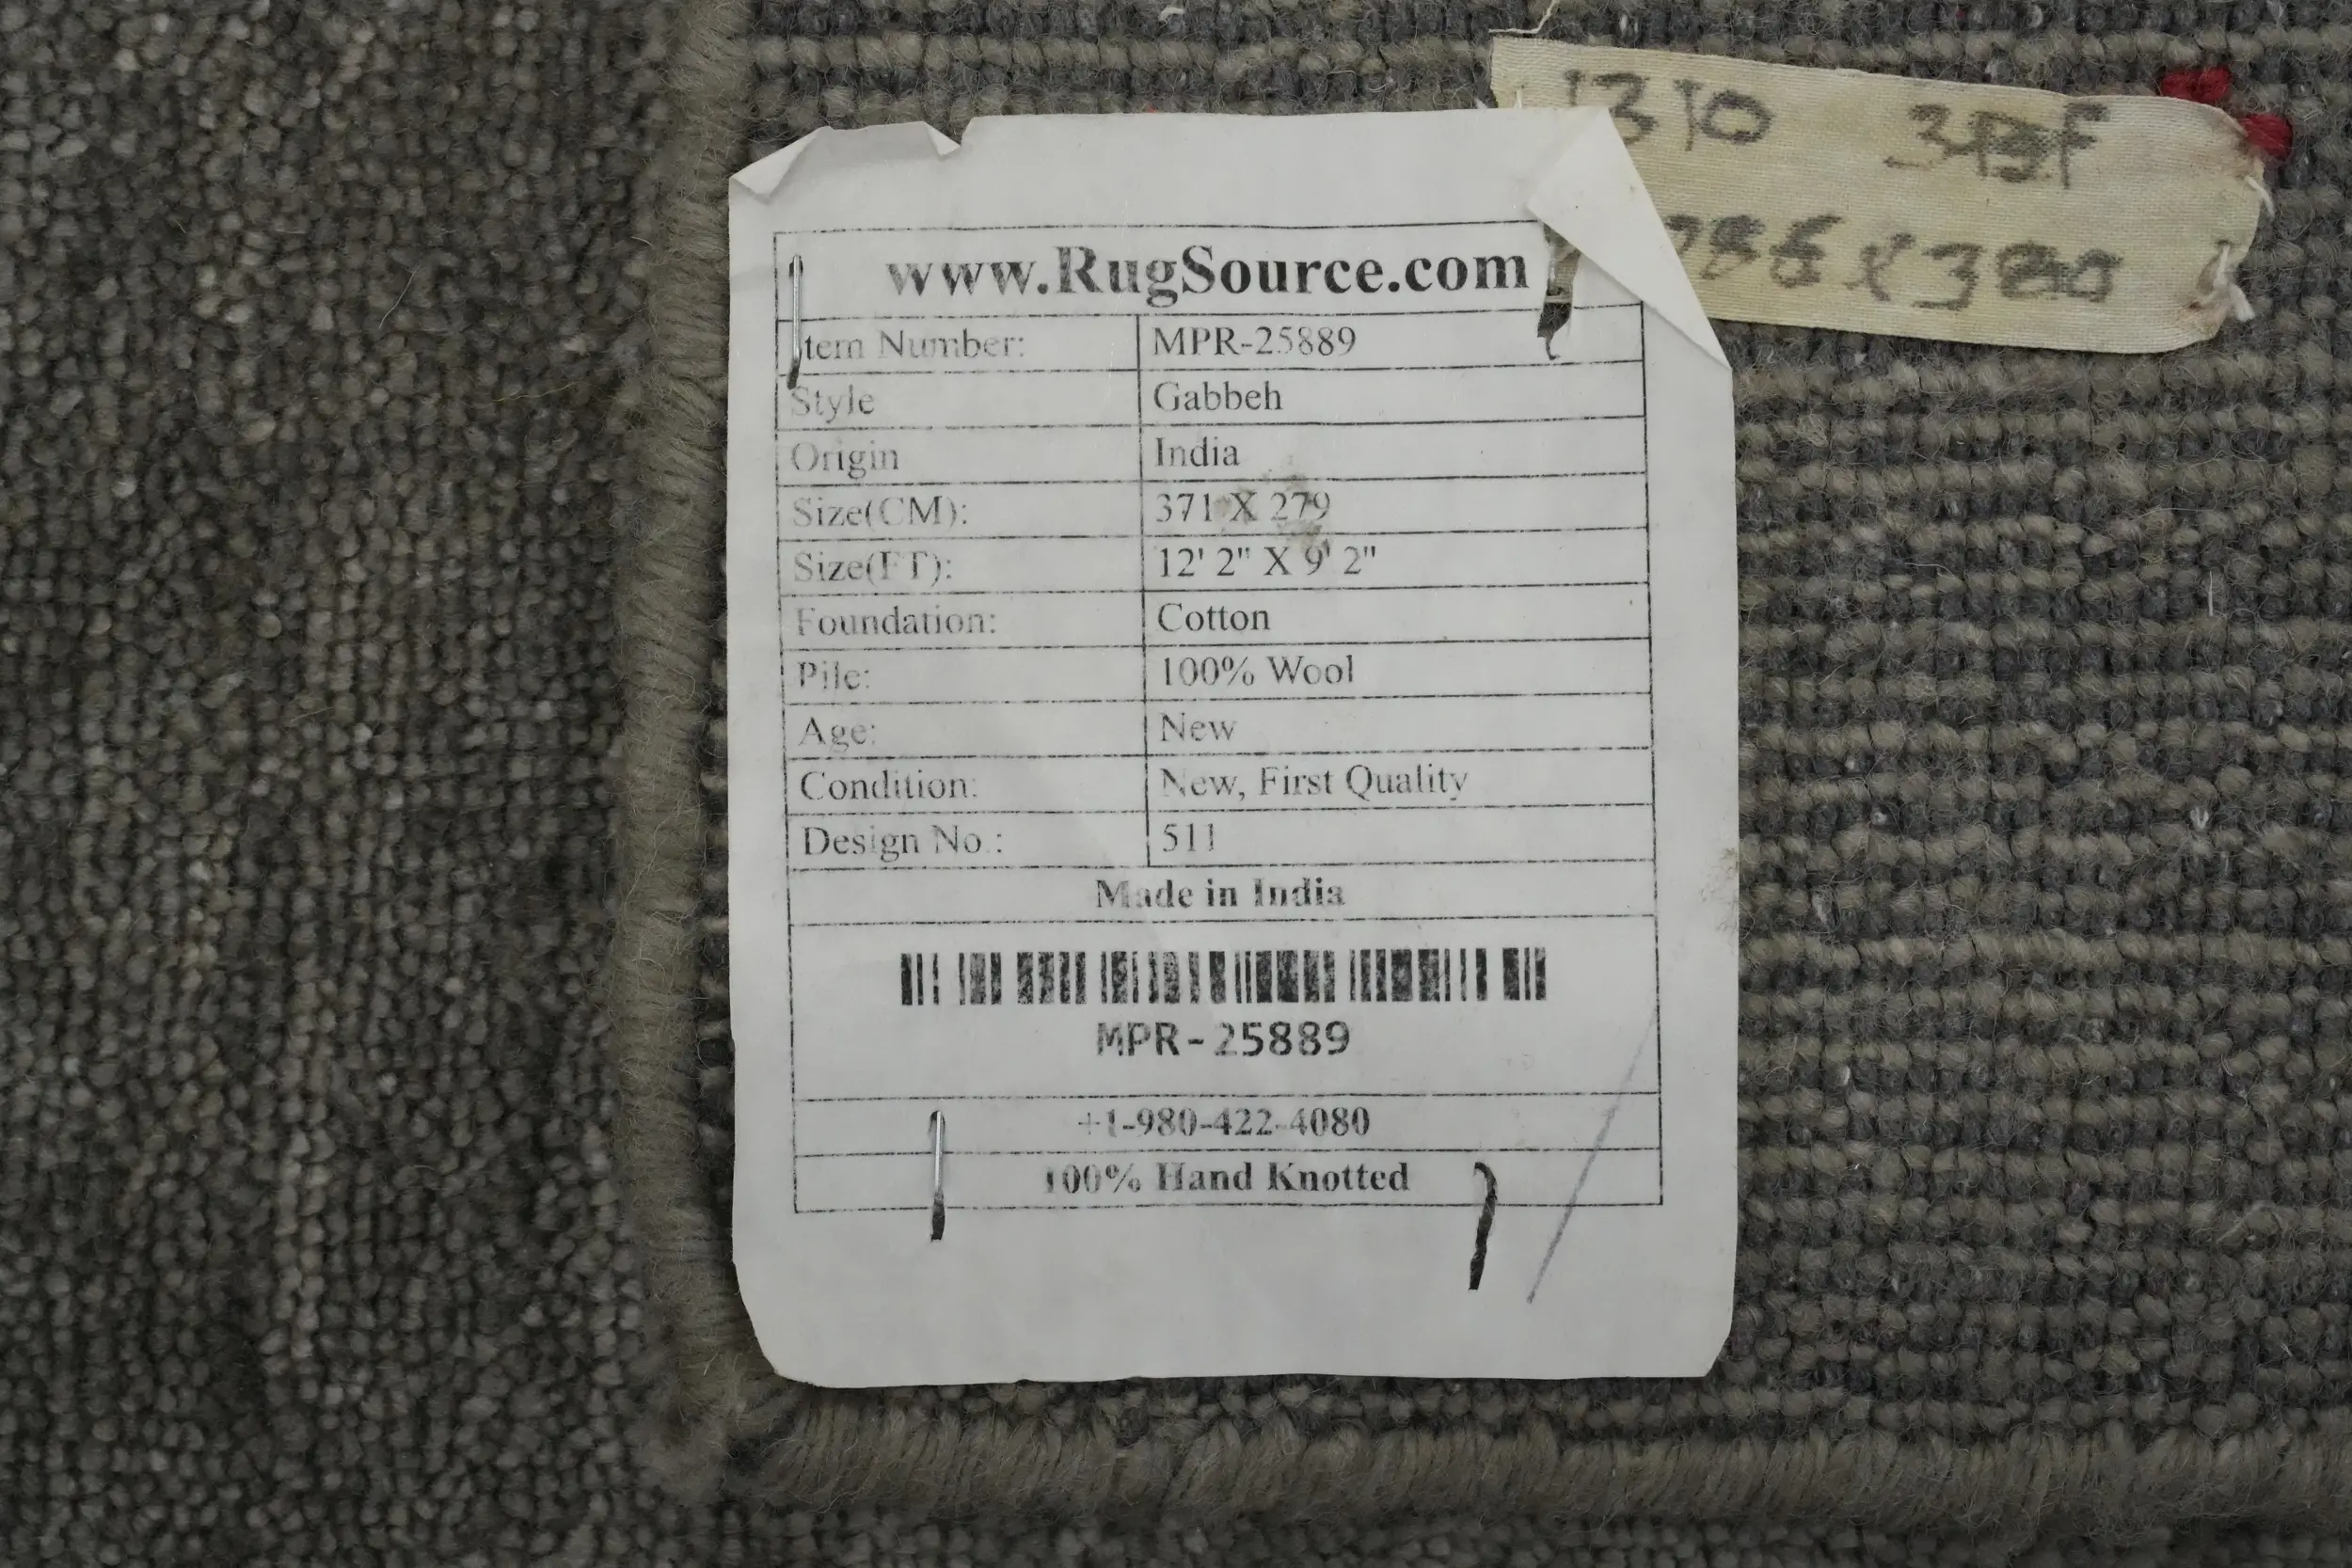 1310
x 380
www.RugSource.com
Item Number: MPR-25889
Style Gabbeh
Origin India
Size(CM): 371 X 279
Size(FT): 12' 2" X 9' 2"
Foundation: Cotton
Pile: 100% Wool
Age: New
Condition: New, First Quality
Design No.: 511
Made in India
MPR-25889
+1-980-422-4080
100% Hand Knotted